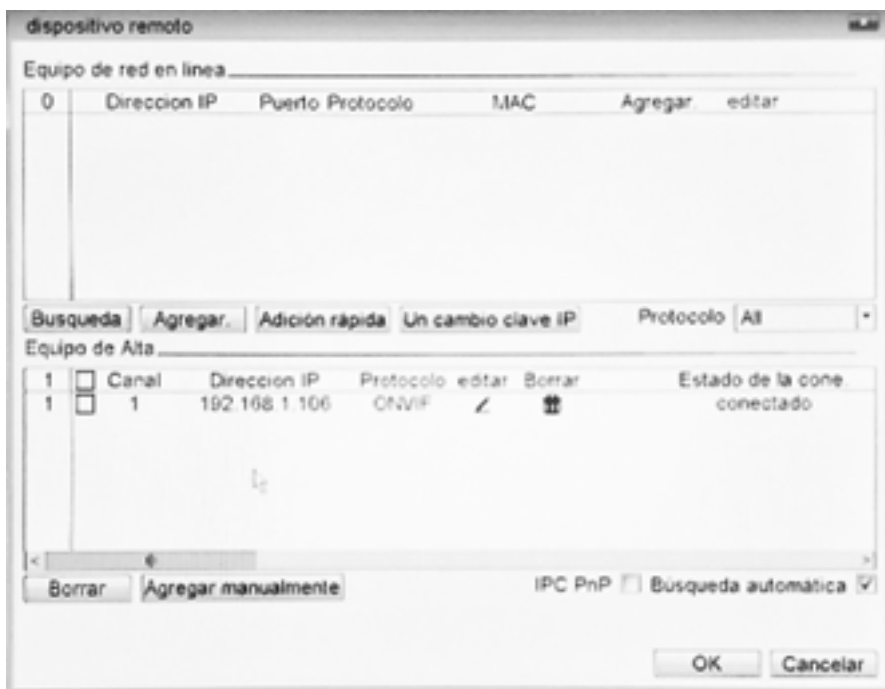 dispositivo remoto
Equipo de red en linea
0 Direccion IP Puerto Protocolo MAC Agregar. editar
Busqueda Agregar. Adición rápida Un cambio clave IP Protocolo All
Equipo de Alta
1 Canal Direccion IP Protocolo editar Borrar Estado de la cone.
1 1 192.168.1.106 ONVIF conectado
Borrar Agregar manualmente IPC PnP Búsqueda automática
OK Cancelar